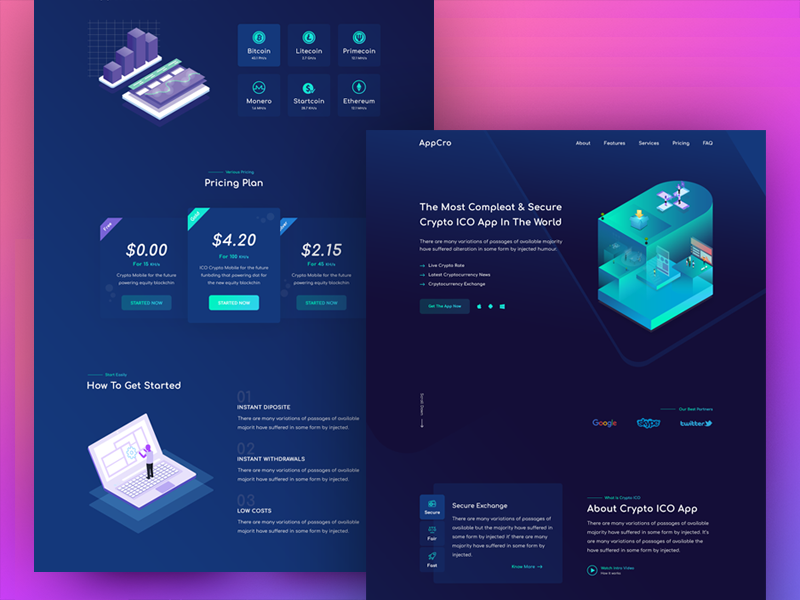 Bitcoin
Litecoin
Primecoin
Monero
Startcoin
Ethereum
Various Pricing
Pricing Plan
Free
$0.00
For 15 KH/s
Crypto Mobile for the future
powering equity blockchin
STARTED NOW
Gold
$4.20
For 100 KH/s
ICO Crypto Mobile for the future
funfoting that powering dot for
the new equity blockchin
STARTED NOW
$2.15
For 45 KH/s
Crypto Mobile for the future
powering equity blockchin
STARTED NOW
Start Easily
How To Get Started
01
INSTANT DIPOSITE
There are many variations of passages of available
majorit have suffered in some form by injected.
02
INSTANT WITHDRAWALS
There are many variations of passages of available
majorit have suffered in some form by injected.
03
LOW COSTS
There are many variations of passages of available
majorit have suffered in some form by injected.
AppCro
About
Features
Services
Pricing
FAQ
The Most Compleat & Secure
Crypto ICO App In The World
There are many variations of passages of available majority
have suffered alteration in some form by injected humour.
Live Crypto Rate
Latest Cryptocurrency News
Cryptocurrency Exchange
Get The App Now
Scroll Down
Our Best Partners
Google
skype
twitter
Secure
Fair
Fast
Secure Exchange
There are many variations of passages of
available but the majority have suffered in
some form by injected if there are many
majority have suffered in some form by
injected.
Know More
What is Crypto ICO
About Crypto ICO App
There are many variations of passages of available
majority have suffered in some form by injected. It's
are many variations of passages of available the
have suffered in some form by injected.
Watch Intro Video
How it works